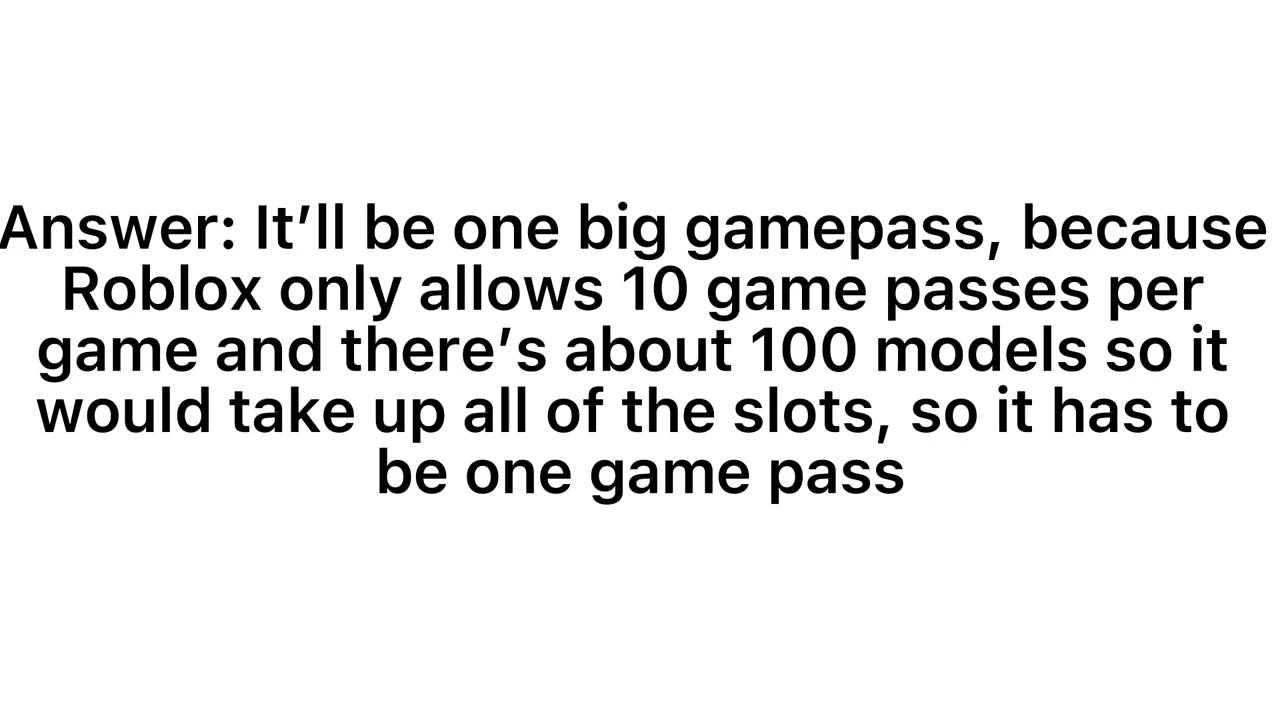 Answer: It’ll be one big gamepass, because
Roblox only allows 10 game passes per
game and there’s about 100 models so it
would take up all of the slots, so it has to
be one game pass